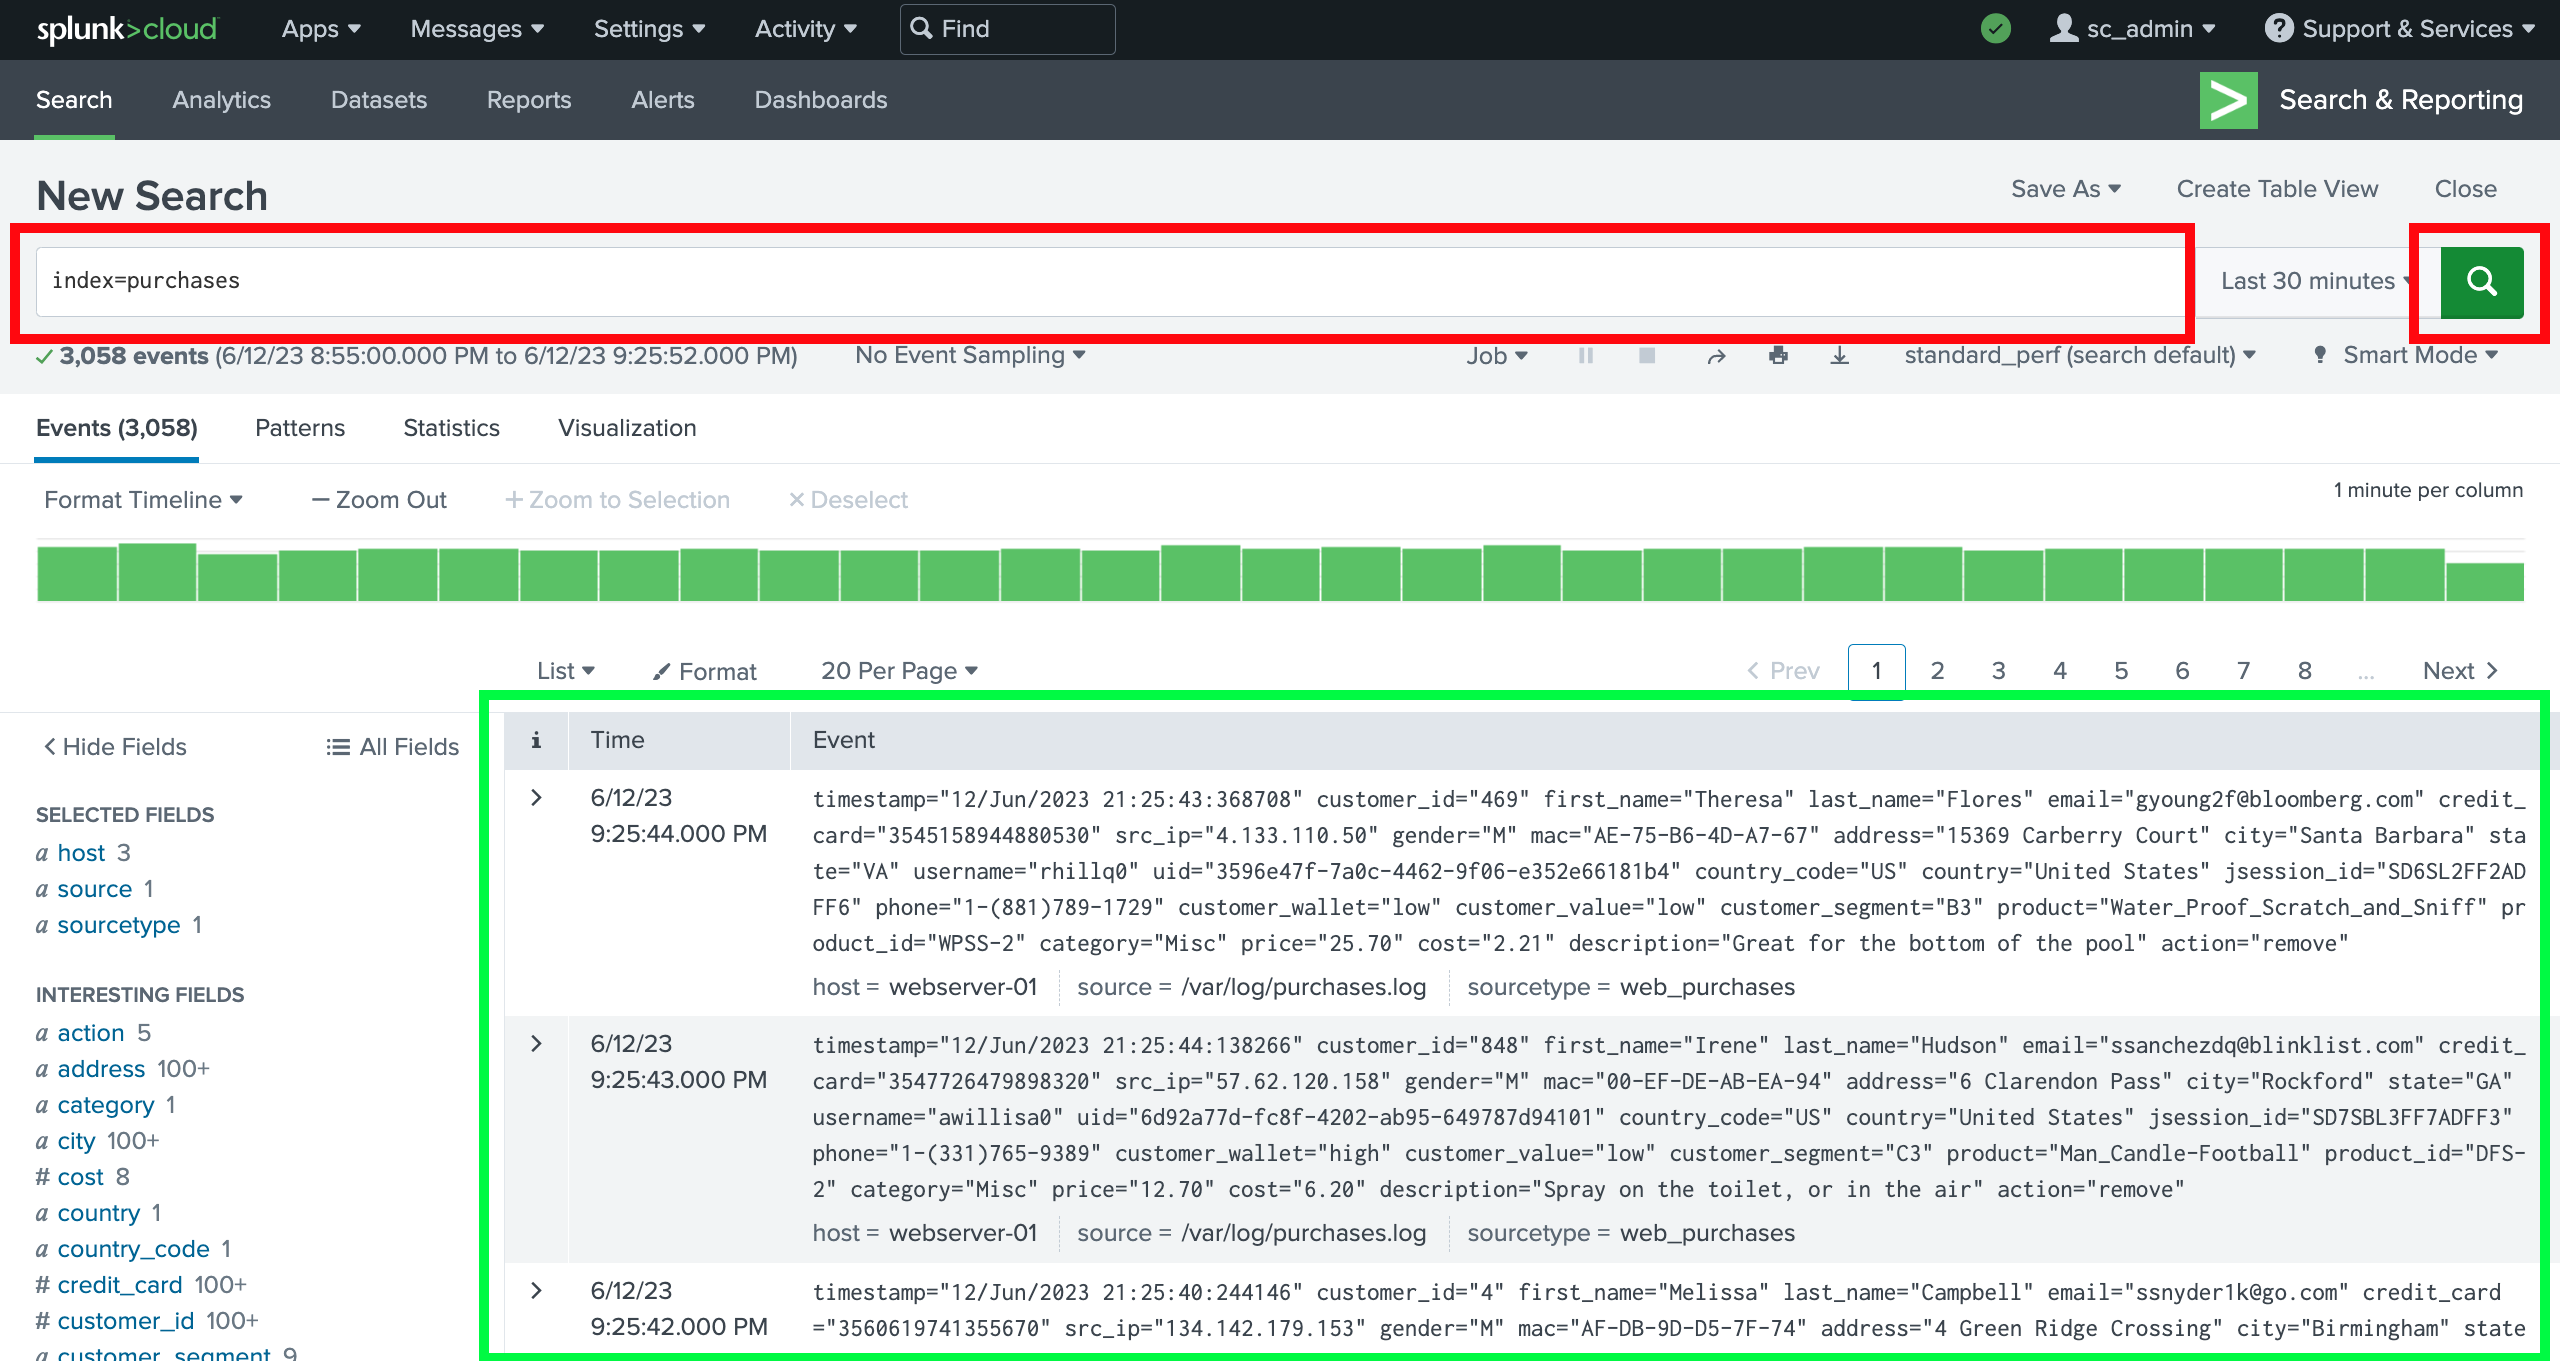 splunk>cloud Apps Messages Settings Activity Find sc_admin ? Support & Services
Search Analytics Datasets Reports Alerts Dashboards > Search & Reporting
New Search Save As Create Table View Close
index=purchases Last 30 minutes
3,058 events (6/12/23 8:55:00.000 PM to 6/12/23 9:25:52.000 PM) No Event Sampling Job standard_perf (search default) Smart Mode
Events (3,058) Patterns Statistics Visualization
Format Timeline — Zoom Out + Zoom to Selection × Deselect 1 minute per column
List Format 20 Per Page < Prev 1 2 3 4 5 6 7 8 ... Next >
< Hide Fields All Fields
SELECTED FIELDS
a host 3
a source 1
a sourcetype 1
INTERESTING FIELDS
a action 5
a address 100+
a category 1
a city 100+
# cost 8
a country 1
a country_code 1
# credit_card 100+
# customer_id 100+
a customer_segment 9
i Time Event
> 6/12/23
9:25:44.000 PM
timestamp="12/Jun/2023 21:25:43:368708" customer_id="469" first_name="Theresa" last_name="Flores" email="gyoung2f@bloomberg.com" credit_
card="3545158944880530" src_ip="4.133.110.50" gender="M" mac="AE-75-B6-4D-A7-67" address="15369 Carberry Court" city="Santa Barbara" sta
te="VA" username="rhillq0" uid="3596e47f-7a0c-4462-9f06-e352e66181b4" country_code="US" country="United States" jsession_id="SD6SL2FF2AD
FF6" phone="1-(881)789-1729" customer_wallet="low" customer_value="low" customer_segment="B3" product="Water_Proof_Scratch_and_Sniff" pr
oduct_id="WPSS-2" category="Misc" price="25.70" cost="2.21" description="Great for the bottom of the pool" action="remove"
host = webserver-01 source = /var/log/purchases.log sourcetype = web_purchases
> 6/12/23
9:25:43.000 PM
timestamp="12/Jun/2023 21:25:44:138266" customer_id="848" first_name="Irene" last_name="Hudson" email="ssanchezdq@blinklist.com" credit_
card="3547726479898320" src_ip="57.62.120.158" gender="M" mac="00-EF-DE-AB-EA-94" address="6 Clarendon Pass" city="Rockford" state="GA"
username="awillisa0" uid="6d92a77d-fc8f-4202-ab95-649787d94101" country_code="US" country="United States" jsession_id="SD7SBL3FF7ADFF3"
phone="1-(331)765-9389" customer_wallet="high" customer_value="low" customer_segment="C3" product="Man_Candle-Football" product_id="DFS-
2" category="Misc" price="12.70" cost="6.20" description="Spray on the toilet, or in the air" action="remove"
host = webserver-01 source = /var/log/purchases.log sourcetype = web_purchases
> 6/12/23
9:25:42.000 PM
timestamp="12/Jun/2023 21:25:40:244146" customer_id="4" first_name="Melissa" last_name="Campbell" email="ssnyder1k@go.com" credit_card
="3560619741355670" src_ip="134.142.179.153" gender="M" mac="AF-DB-9D-D5-7F-74" address="4 Green Ridge Crossing" city="Birmingham" state